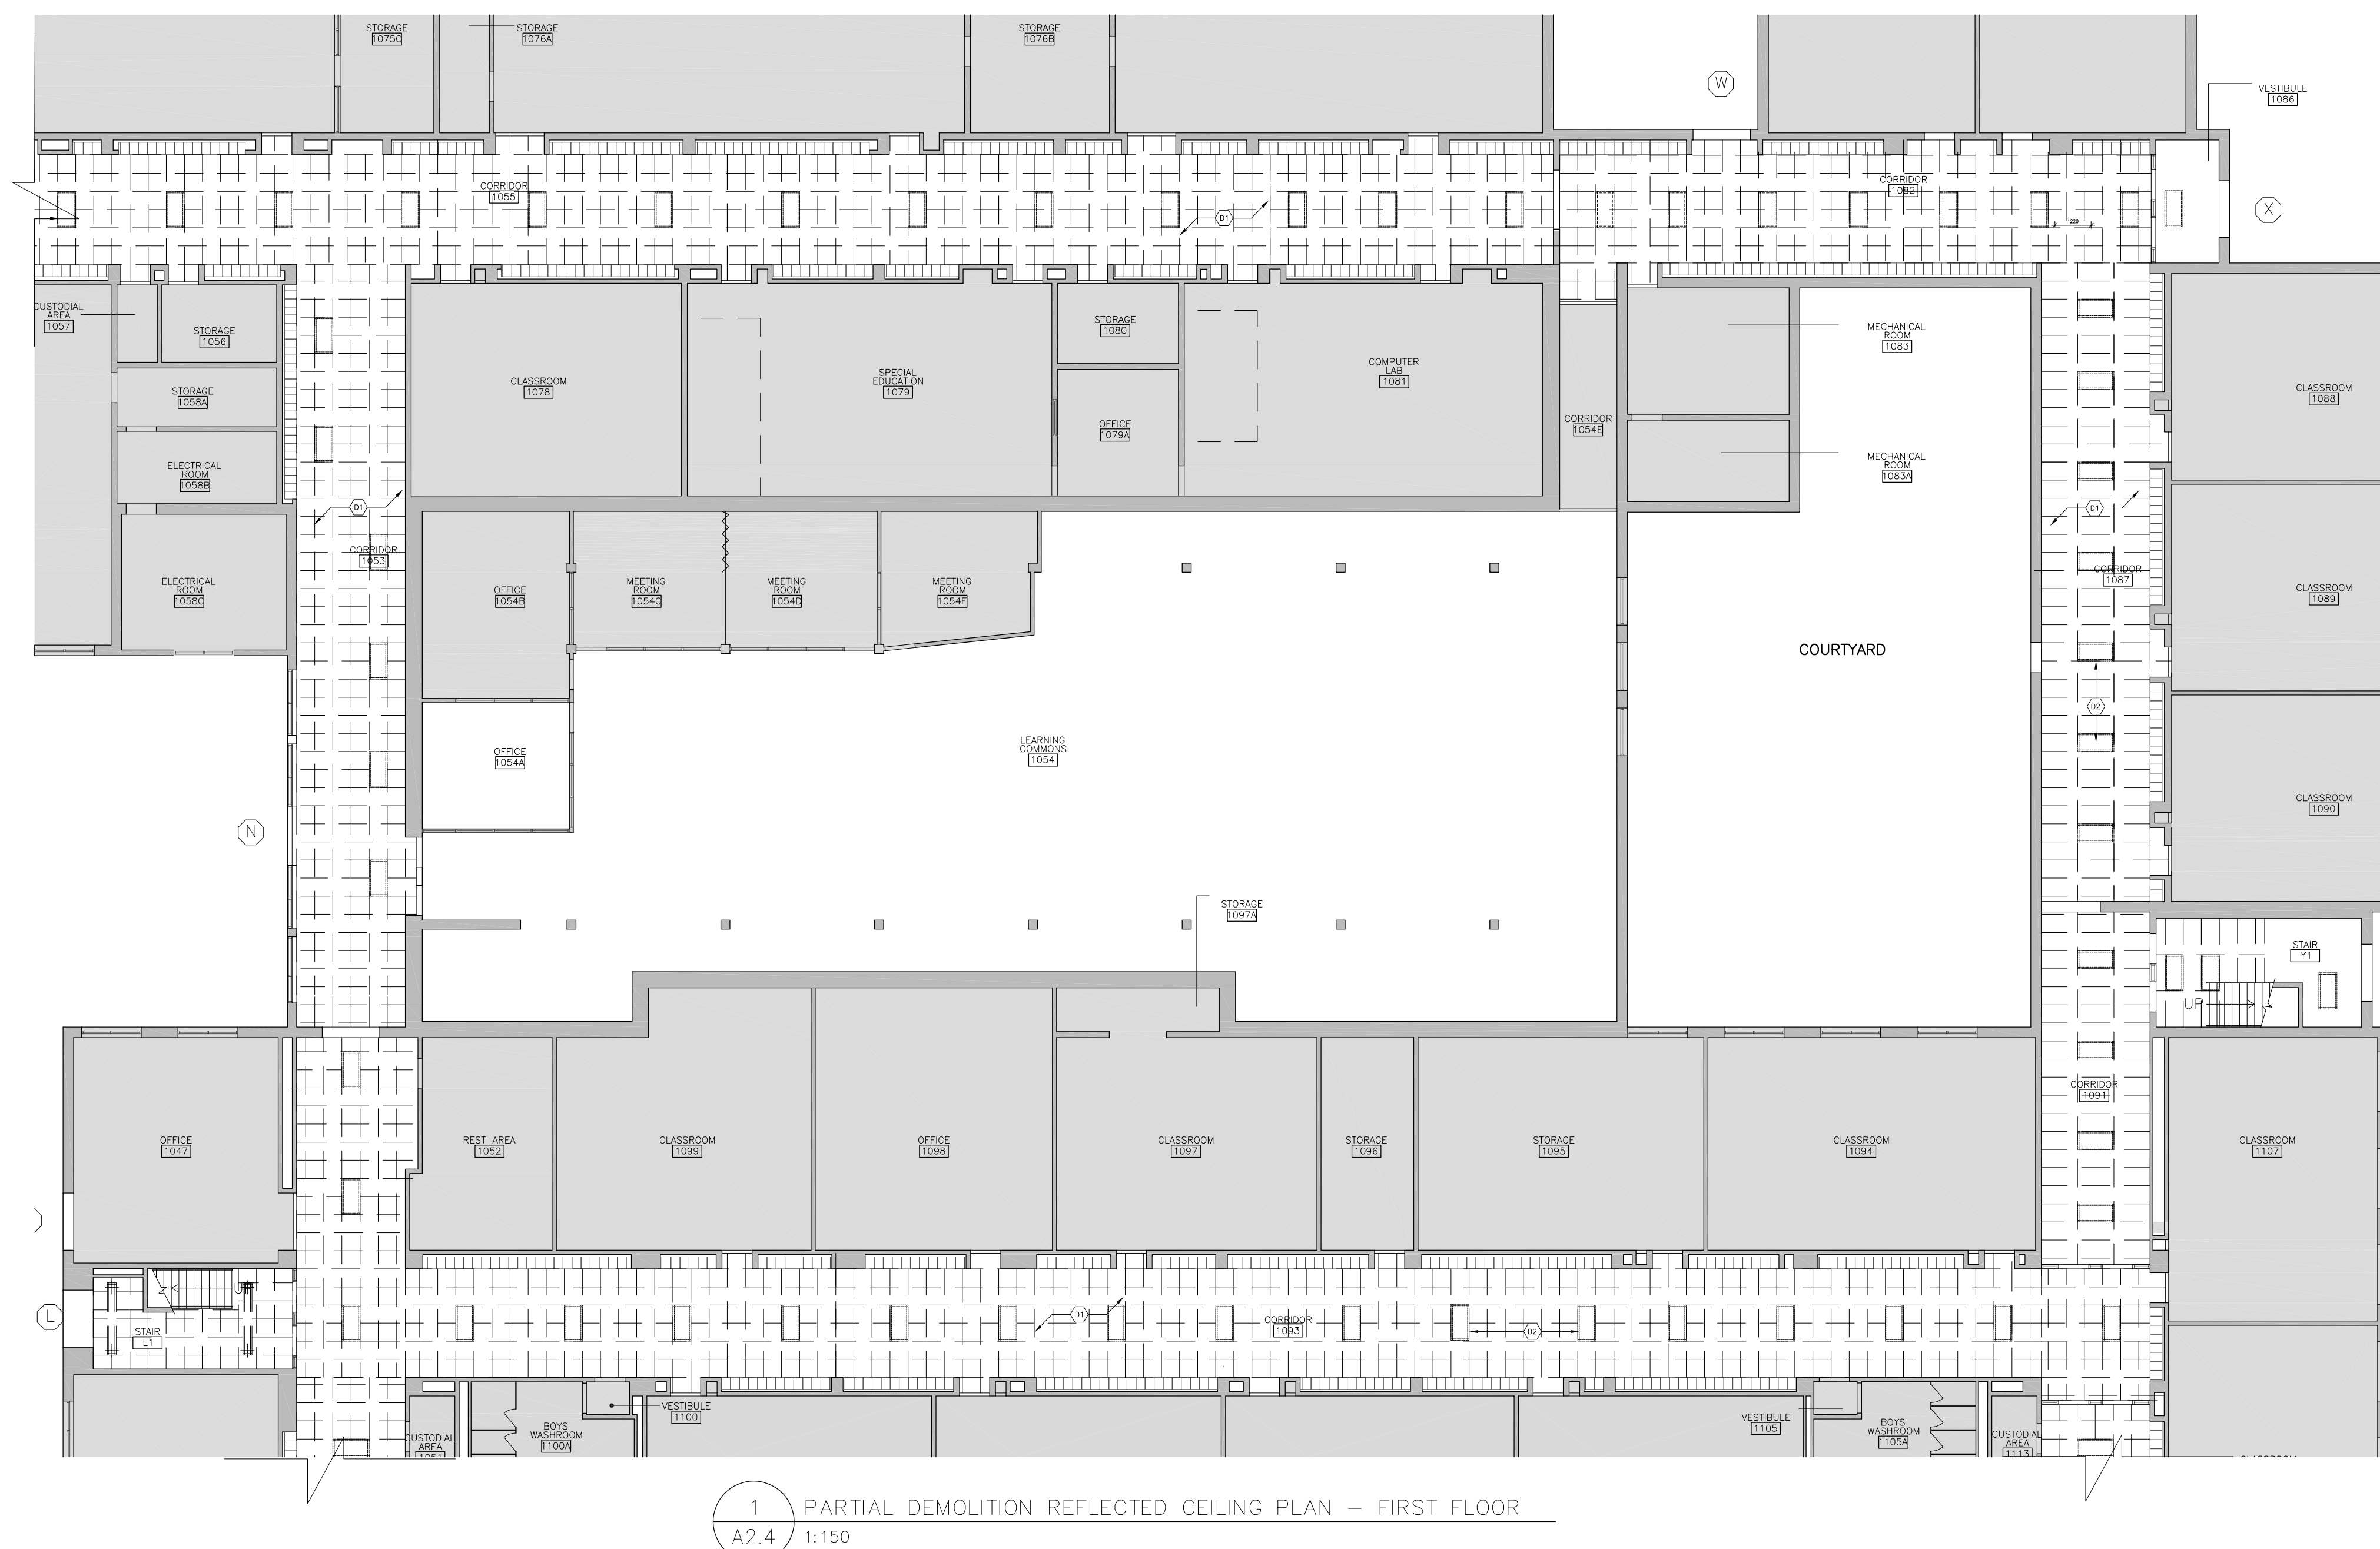 STORAGE
1075C
STORAGE
1076A
STORAGE
1076B
W
VESTIBULE
1086
CORRIDOR
1055
CORRIDOR
1082
D1
1220
X
CUSTODIAL
AREA
1057
STORAGE
1056
STORAGE
1058A
ELECTRICAL
ROOM
1058B
ELECTRICAL
ROOM
1058C
D1
CORRIDOR
1053
CLASSROOM
1078
SPECIAL
EDUCATION
1079
STORAGE
1080
OFFICE
1079A
COMPUTER
LAB
1081
CORRIDOR
1054E
MECHANICAL
ROOM
1083
MECHANICAL
ROOM
1083A
CLASSROOM
1088
D1
CORRIDOR
1087
CLASSROOM
1089
OFFICE
1054B
MEETING
ROOM
1054C
MEETING
ROOM
1054D
MEETING
ROOM
1054F
COURTYARD
D2
OFFICE
1054A
LEARNING
COMMONS
1054
CLASSROOM
1090
N
STORAGE
1097A
STAIR
Y1
UP
CORRIDOR
1091
OFFICE
1047
REST AREA
1052
CLASSROOM
1099
OFFICE
1098
CLASSROOM
1097
STORAGE
1096
STORAGE
1095
CLASSROOM
1094
CLASSROOM
1107
L
UP
STAIR
L1
D1
CORRIDOR
1093
D2
CUSTODIAL
AREA
1051
BOYS
WASHROOM
1100A
VESTIBULE
1100
VESTIBULE
1105
BOYS
WASHROOM
1105A
CUSTODIAL
AREA
1113
CLASSROOM
1
PARTIAL DEMOLITION REFLECTED CEILING PLAN – FIRST FLOOR
A2.4
1:150